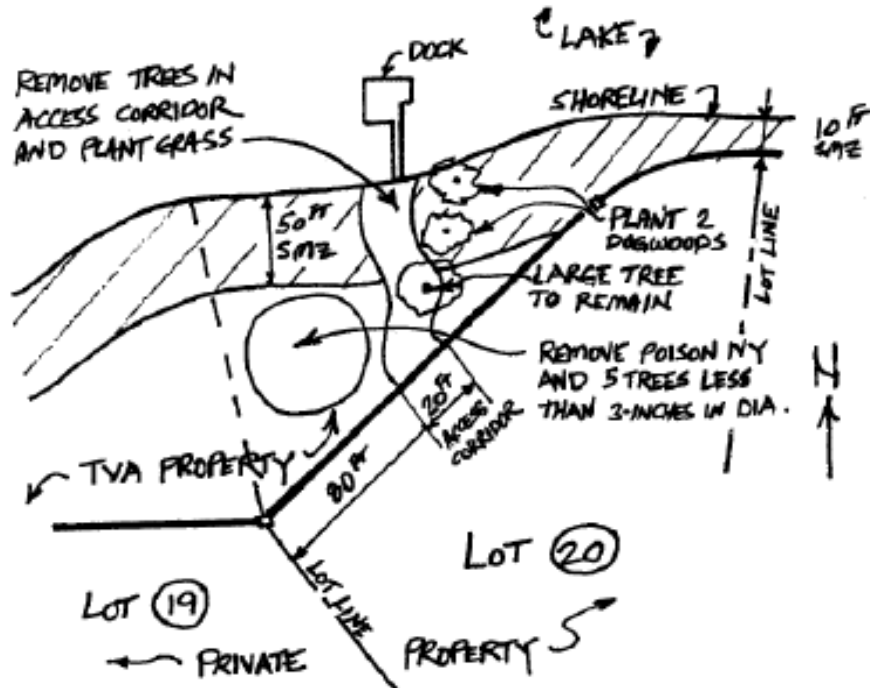 LAKE
DOCK
REMOVE TREES IN
ACCESS CORRIDOR
AND PLANT GRASS
SHORELINE
10 FT
SMZ
50 FT
SMZ
PLANT 2
DOGWOODS
LOT LINE
LARGE TREE
TO REMAIN
REMOVE POISON IVY
AND 5 TREES LESS
THAN 3-INCHES IN DIA.
N
20 FT
ACCESS
CORRIDOR
TVA PROPERTY
80 FT
LOT 20
LOT LINE
LOT 19
PRIVATE PROPERTY